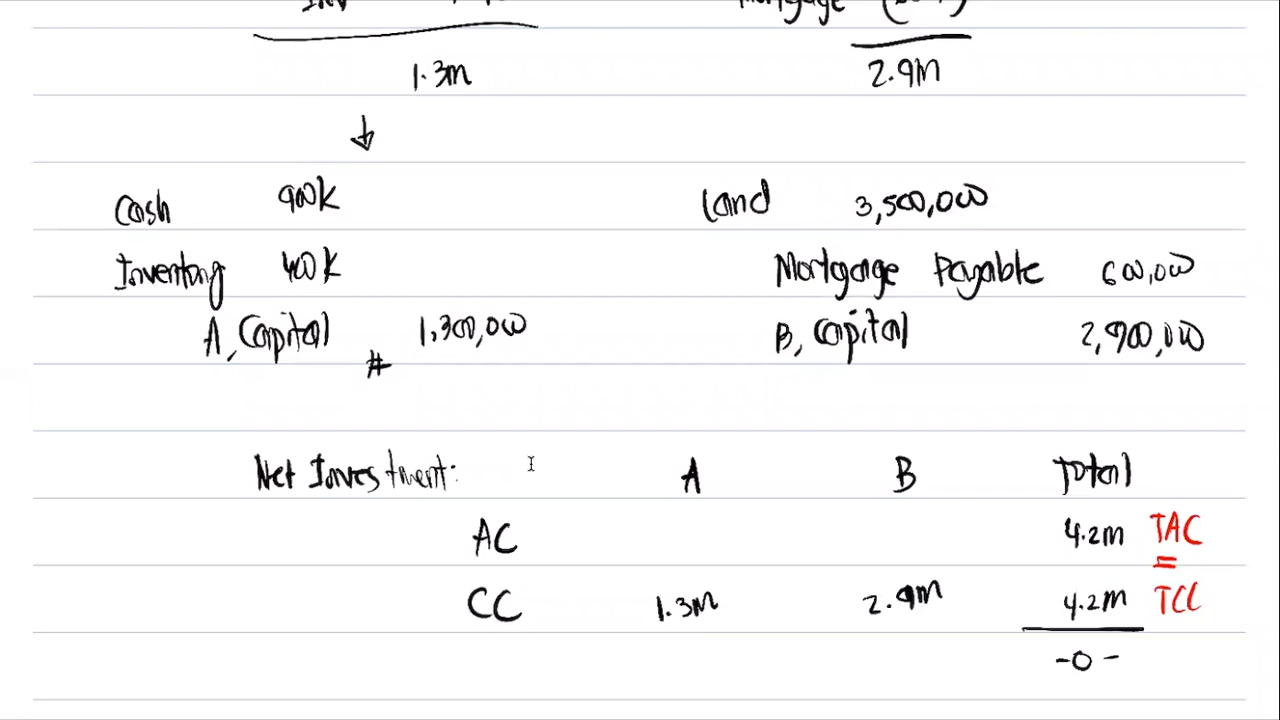 Mortgage
1.3m 2.9M
Cash 900k Land 3,500,000
Inventory 400k Mortgage Payable 600,000
A, Capital 1,300,000 B, Capital 2,900,000
#
Net Investment: A B Total
AC 4.2m TAC
=
CC 1.3M 2.9M 4.2m TCC
-0-